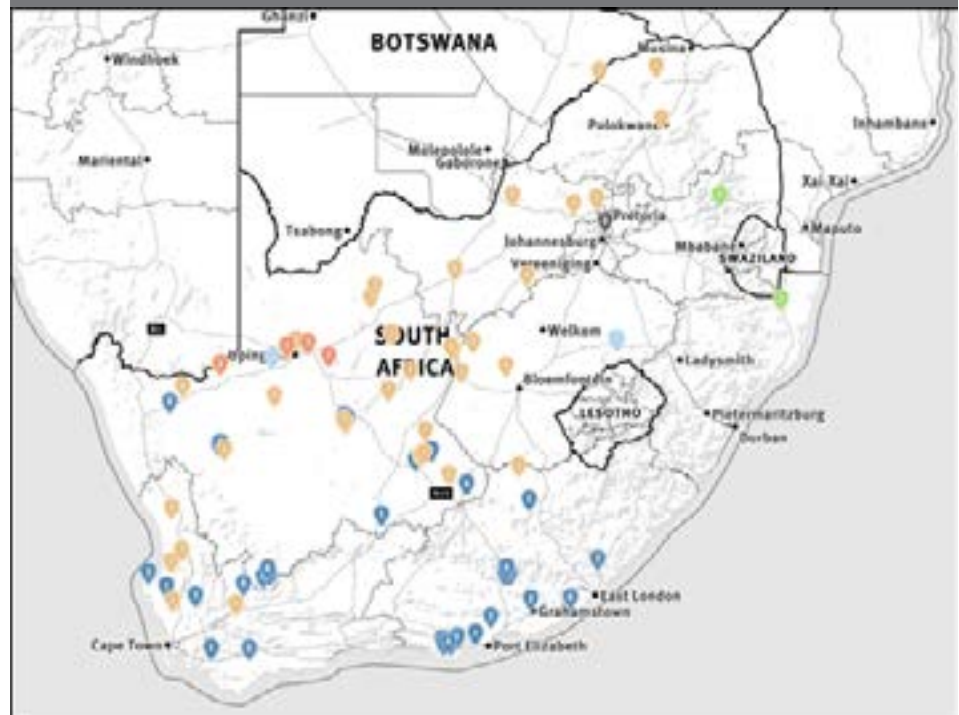 Ghanzi
BOTSWANA
Windhoek
Musina
Polokwane
Inhambane
Molepolole
Gaborone
Mariental
Xai-Xai
Pretoria
Tsabong
Johannesburg
Mbabane
Maputo
SWAZILAND
Vereeniging
SOUTH
AFRICA
Welkom
Ladysmith
Bloemfontein
LESOTHO
Pietermaritzburg
Durban
East London
Grahamstown
Cape Town
Port Elizabeth